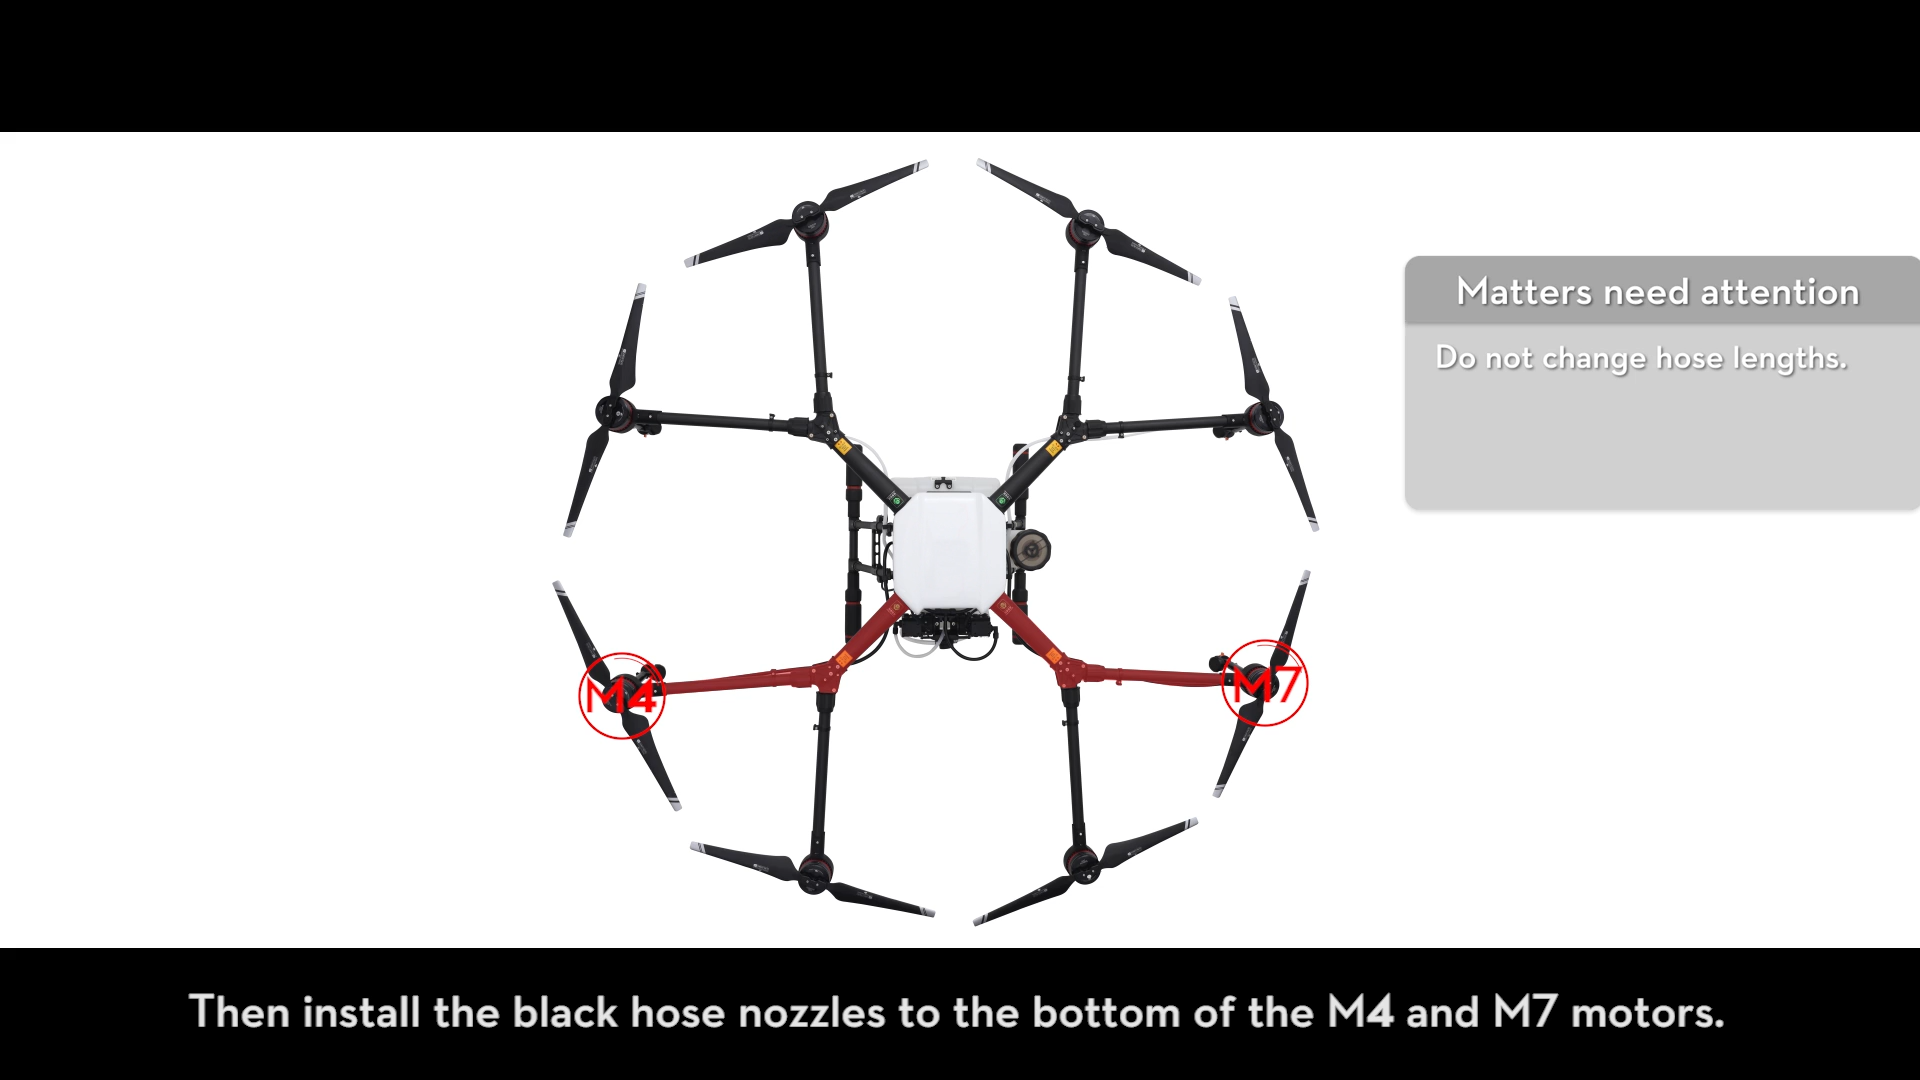 Matters need attention
Do not change hose lengths.
M4
M7
Then install the black hose nozzles to the bottom of the M4 and M7 motors.